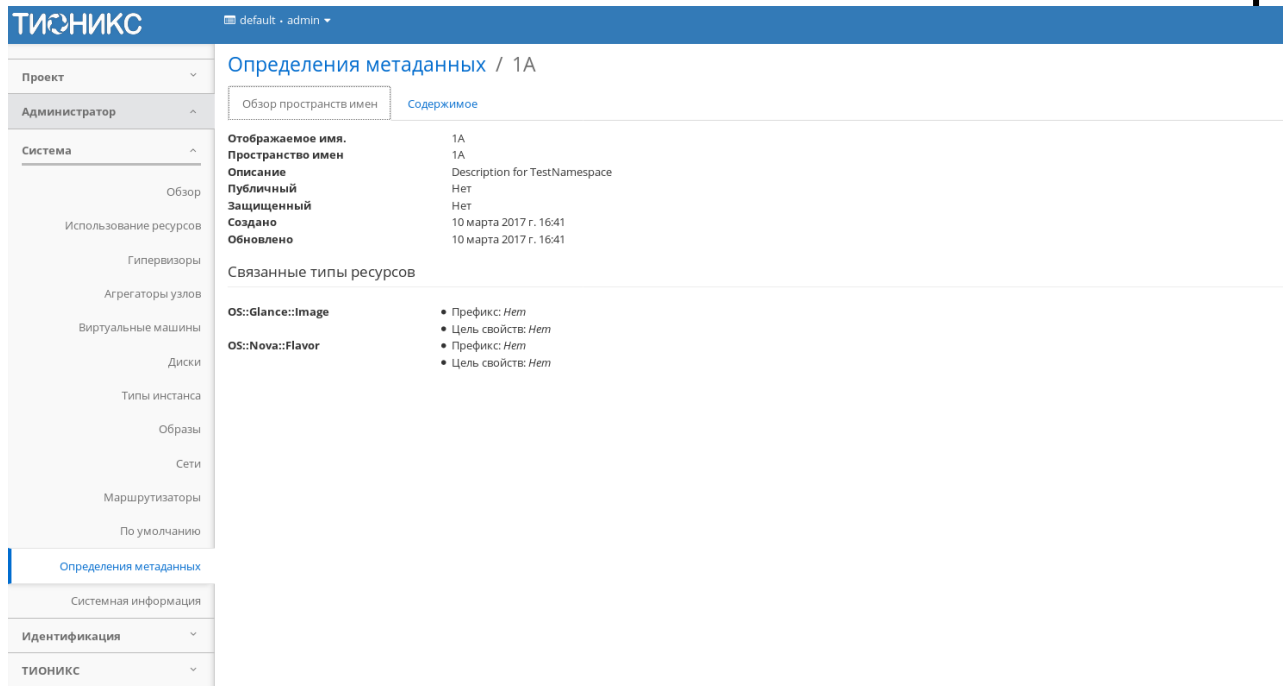 ТИОНИКС
default • admin
Проект
Администратор
Система
Обзор
Использование ресурсов
Гипервизоры
Агрегаторы узлов
Виртуальные машины
Диски
Типы инстанса
Образы
Сети
Маршрутизаторы
По умолчанию
Определения метаданных
Системная информация
Идентификация
ТИОНИКС
Определения метаданных / 1A
Обзор пространств имен Содержимое
Отображаемое имя. 1A
Пространство имен 1A
Описание Description for TestNamespace
Публичный Нет
Защищенный Нет
Создано 10 марта 2017 г. 16:41
Обновлено 10 марта 2017 г. 16:41
Связанные типы ресурсов
OS::Glance::Image • Префикс: Нет
• Цель свойств: Нет
OS::Nova::Flavor • Префикс: Нет
• Цель свойств: Нет